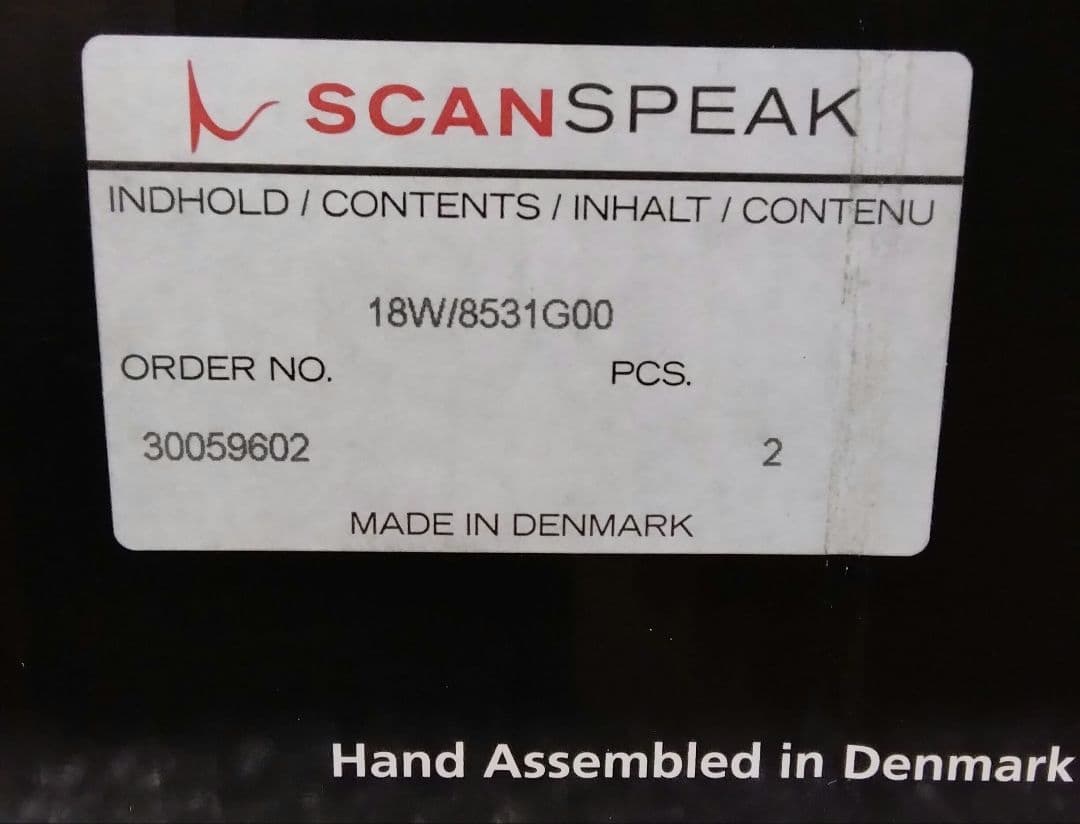 SCANSPEAK
INDHOLD / CONTENTS / INHALT / CONTENU
18W/8531G00
ORDER NO. PCS.
30059602 2
MADE IN DENMARK
Hand Assembled in Denmark